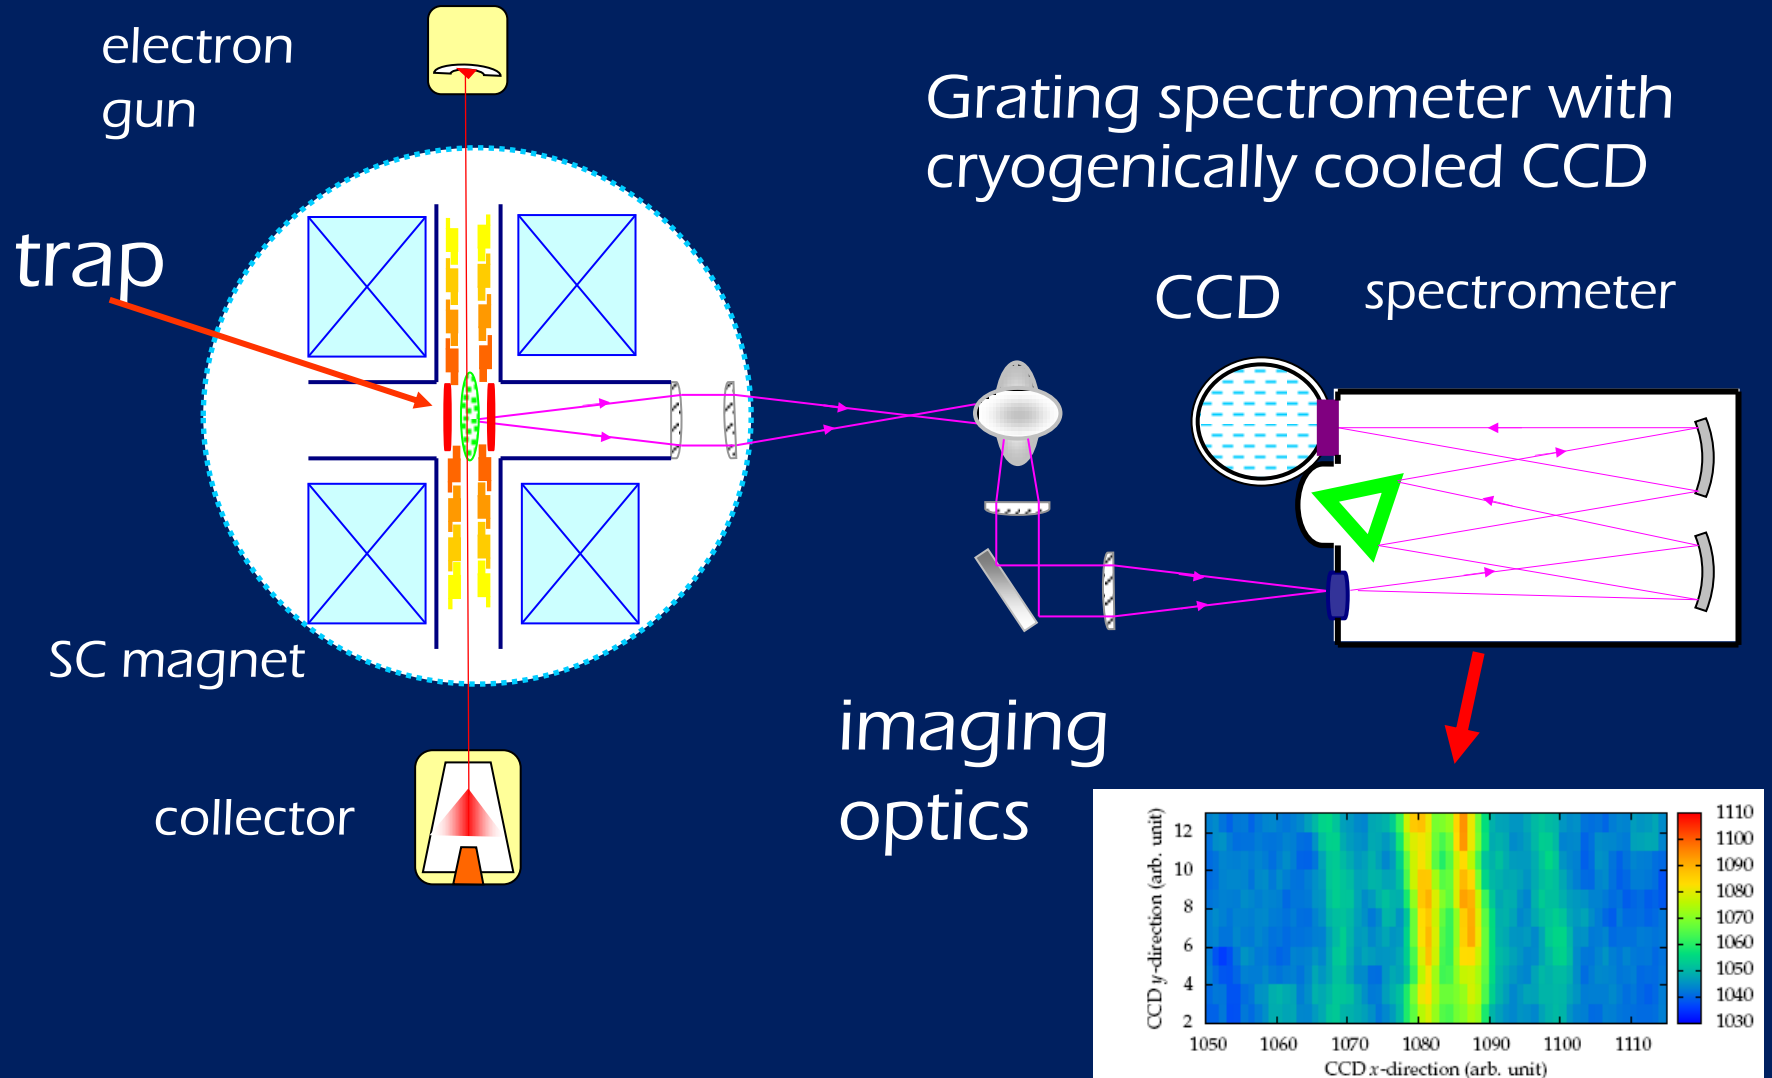 electron
gun
Grating spectrometer with
cryogenically cooled CCD
trap
CCD
spectrometer
SC magnet
imaging
optics
collector
CCD y-direction (arb. unit)
12
10
8
6
4
2
1050 1060 1070 1080 1090 1100 1110
CCD x-direction (arb. unit)
1110
1100
1090
1080
1070
1060
1050
1040
1030